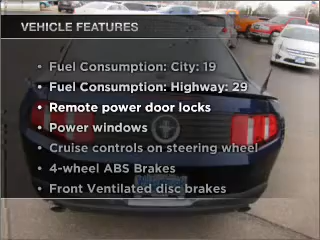 VEHICLE FEATURES
• Fuel Consumption: City: 19
• Fuel Consumption: Highway: 29
• Remote power door locks
• Power windows
• Cruise controls on steering wheel
• 4-wheel ABS Brakes
• Front Ventilated disc brakes